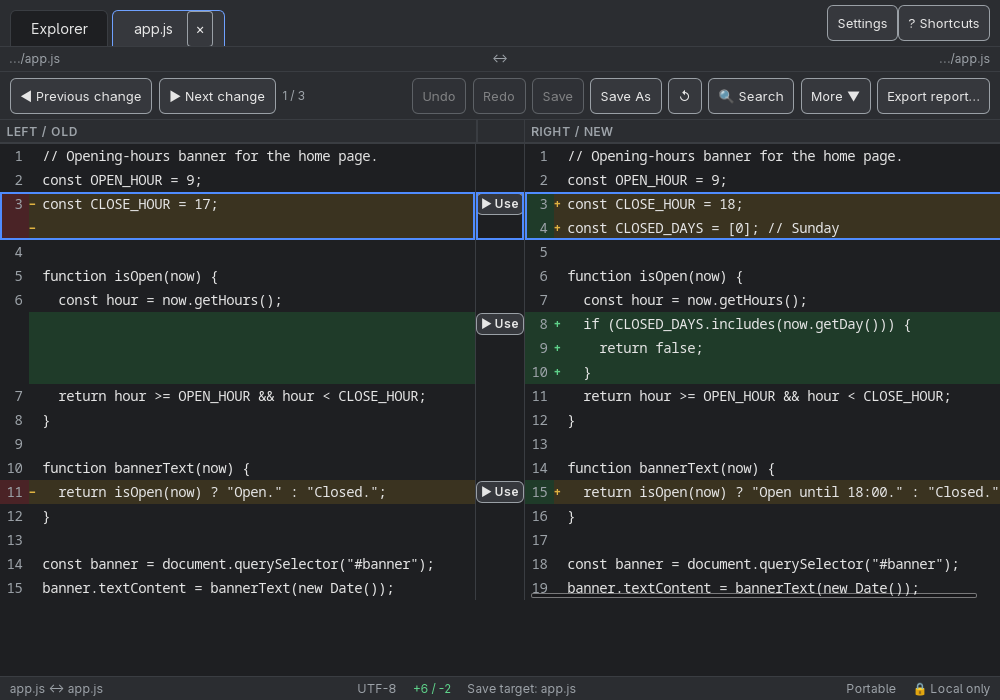 Explorer app.js × Settings ? Shortcuts
.../app.js ↔ .../app.js
◀ Previous change ▶ Next change 1 / 3 Undo Redo Save Save As ↺ 🔍 Search More ▼ Export report...
LEFT / OLD
1 // Opening-hours banner for the home page.
2 const OPEN_HOUR = 9;
3 − const CLOSE_HOUR = 17;
−
4
5 function isOpen(now) {
6 const hour = now.getHours();
7 return hour >= OPEN_HOUR && hour < CLOSE_HOUR;
8 }
9
10 function bannerText(now) {
11 − return isOpen(now) ? "Open." : "Closed.";
12 }
13
14 const banner = document.querySelector("#banner");
15 banner.textContent = bannerText(new Date());
▶ Use
▶ Use
▶ Use
RIGHT / NEW
1 // Opening-hours banner for the home page.
2 const OPEN_HOUR = 9;
3 + const CLOSE_HOUR = 18;
4 + const CLOSED_DAYS = [0]; // Sunday
5
6 function isOpen(now) {
7 const hour = now.getHours();
8 + if (CLOSED_DAYS.includes(now.getDay())) {
9 + return false;
10 + }
11 return hour >= OPEN_HOUR && hour < CLOSE_HOUR;
12 }
13
14 function bannerText(now) {
15 + return isOpen(now) ? "Open until 18:00." : "Closed."
16 }
17
18 const banner = document.querySelector("#banner");
19 banner.textContent = bannerText(new Date());
app.js ↔ app.js UTF-8 +6 / -2 Save target: app.js Portable 🔒 Local only